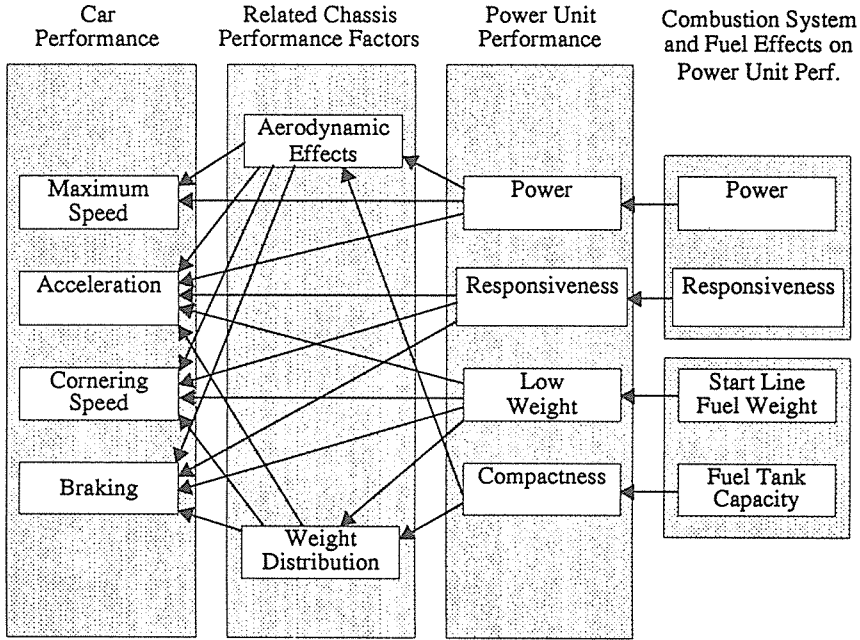 Car
Performance
Related Chassis
Performance Factors
Power Unit
Performance
Combustion System
and Fuel Effects on
Power Unit Perf.
Maximum
Speed
Acceleration
Cornering
Speed
Braking
Aerodynamic
Effects
Weight
Distribution
Power
Responsiveness
Low
Weight
Compactness
Power
Responsiveness
Start Line
Fuel Weight
Fuel Tank
Capacity